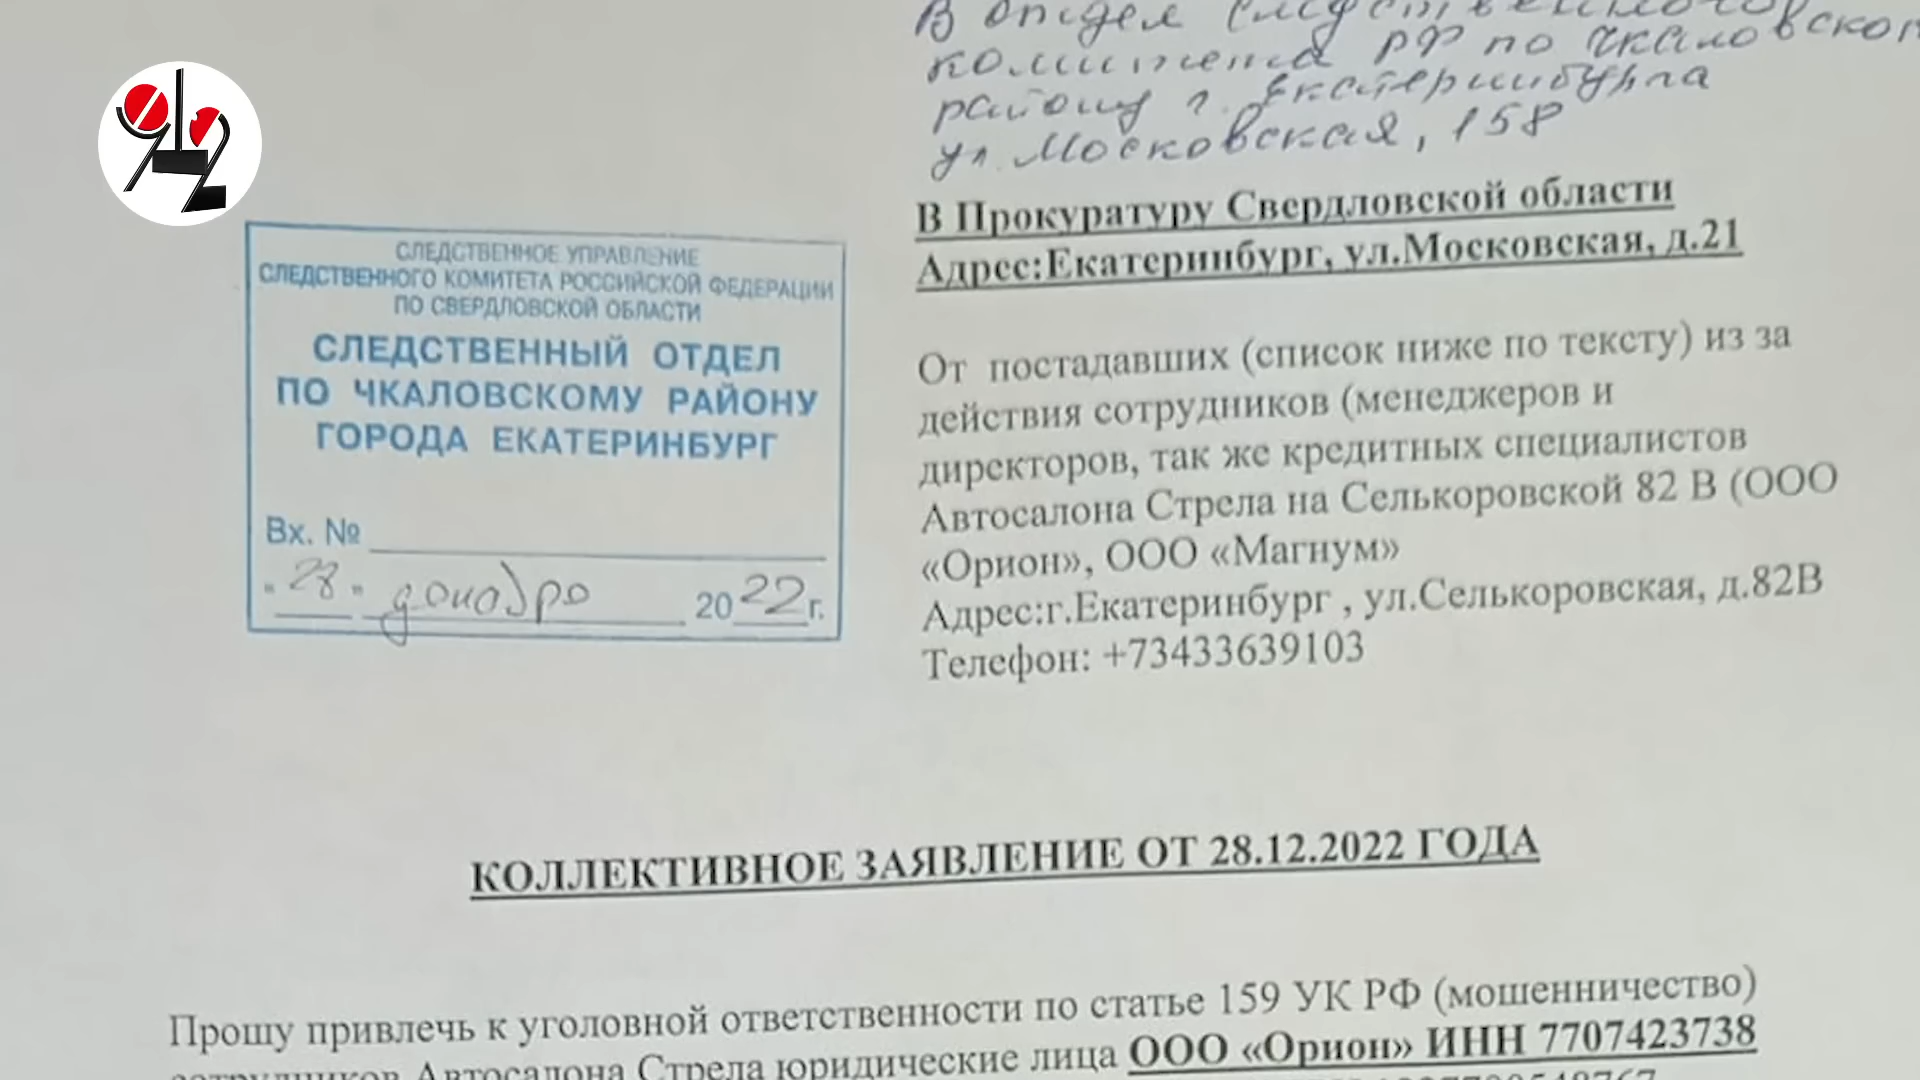 В отдел следственного
комитета РФ по Чкаловском
району г. Екатеринбурга
ул. Московская, 158
В Прокуратуру Свердловской области
Адрес:Екатеринбург, ул.Московская, д.21
СЛЕДСТВЕННОЕ УПРАВЛЕНИЕ
СЛЕДСТВЕННОГО КОМИТЕТА РОССИЙСКОЙ ФЕДЕРАЦИИ
ПО СВЕРДЛОВСКОЙ ОБЛАСТИ
СЛЕДСТВЕННЫЙ ОТДЕЛ
ПО ЧКАЛОВСКОМУ РАЙОНУ
ГОРОДА ЕКАТЕРИНБУРГ
Вх. №
"28" декабря 2022 г.
От постадавших (список ниже по тексту) из за
действия сотрудников (менеджеров и
директоров, так же кредитных специалистов
Автосалона Стрела на Селькоровской 82 В (ООО
«Орион», ООО «Магнум»
Адрес:г.Екатеринбург , ул.Селькоровская, д.82В
Телефон: +73433639103
КОЛЛЕКТИВНОЕ ЗАЯВЛЕНИЕ ОТ 28.12.2022 ГОДА
Прошу привлечь к уголовной ответственности по статье 159 УК РФ (мошенничество)
сотрудников Автосалона Стрела юридические лица ООО «Орион» ИНН 7707423738